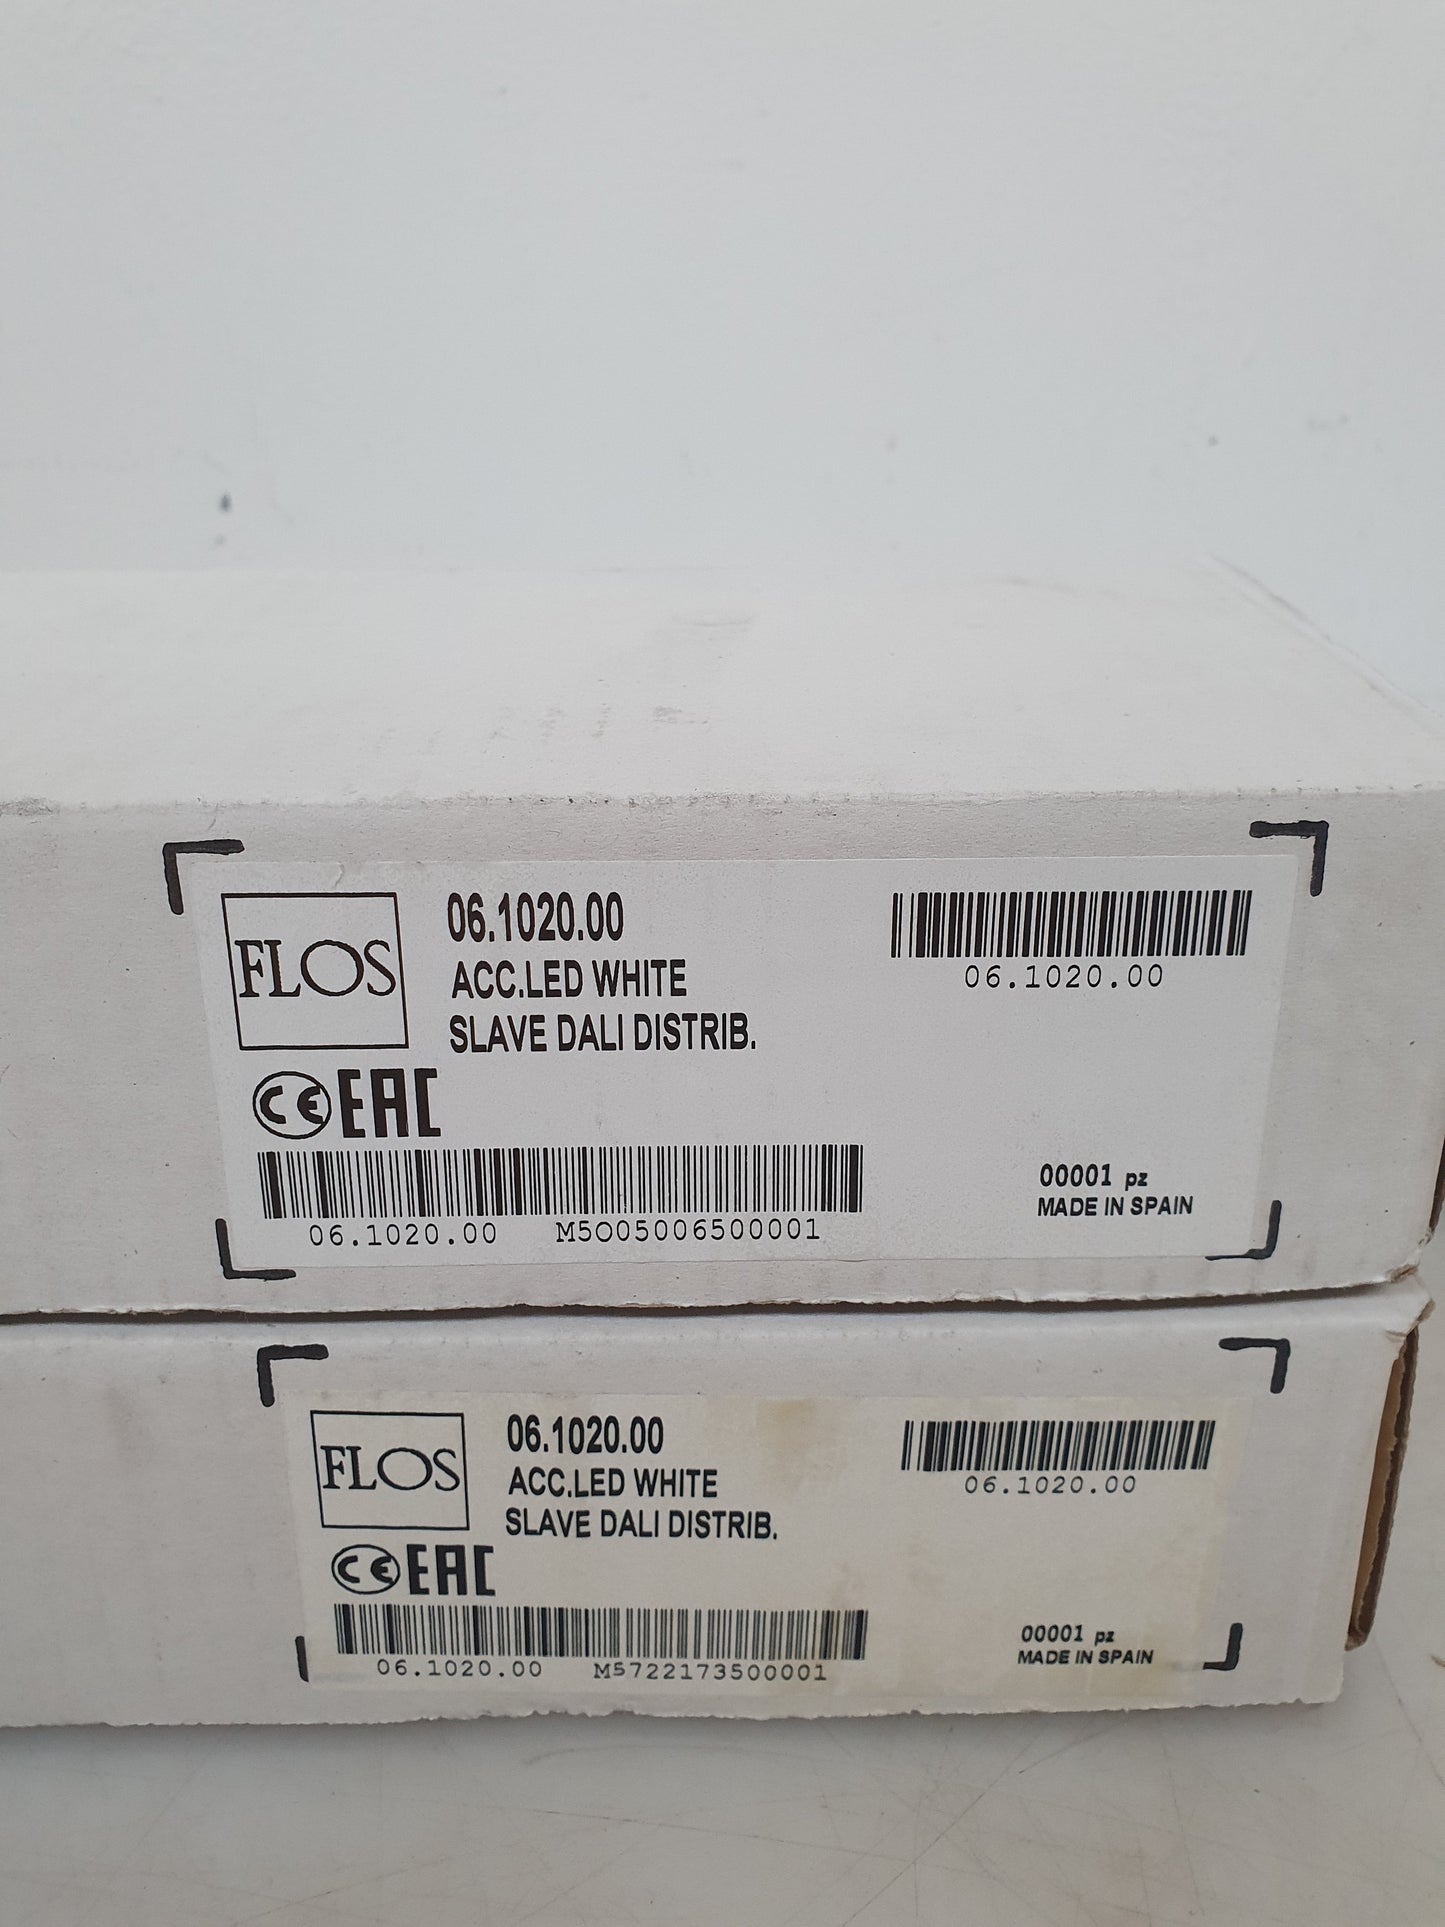 FLOS
06.1020.00
ACC.LED WHITE
SLAVE DALI DISTRIB.
06.1020.00
CE EAC
06.1020.00 M5005006500001
00001 pz
MADE IN SPAIN
FLOS
06.1020.00
ACC.LED WHITE
SLAVE DALI DISTRIB.
06.1020.00
CE EAC
06.1020.00 M5722173500001
00001 pz
MADE IN SPAIN